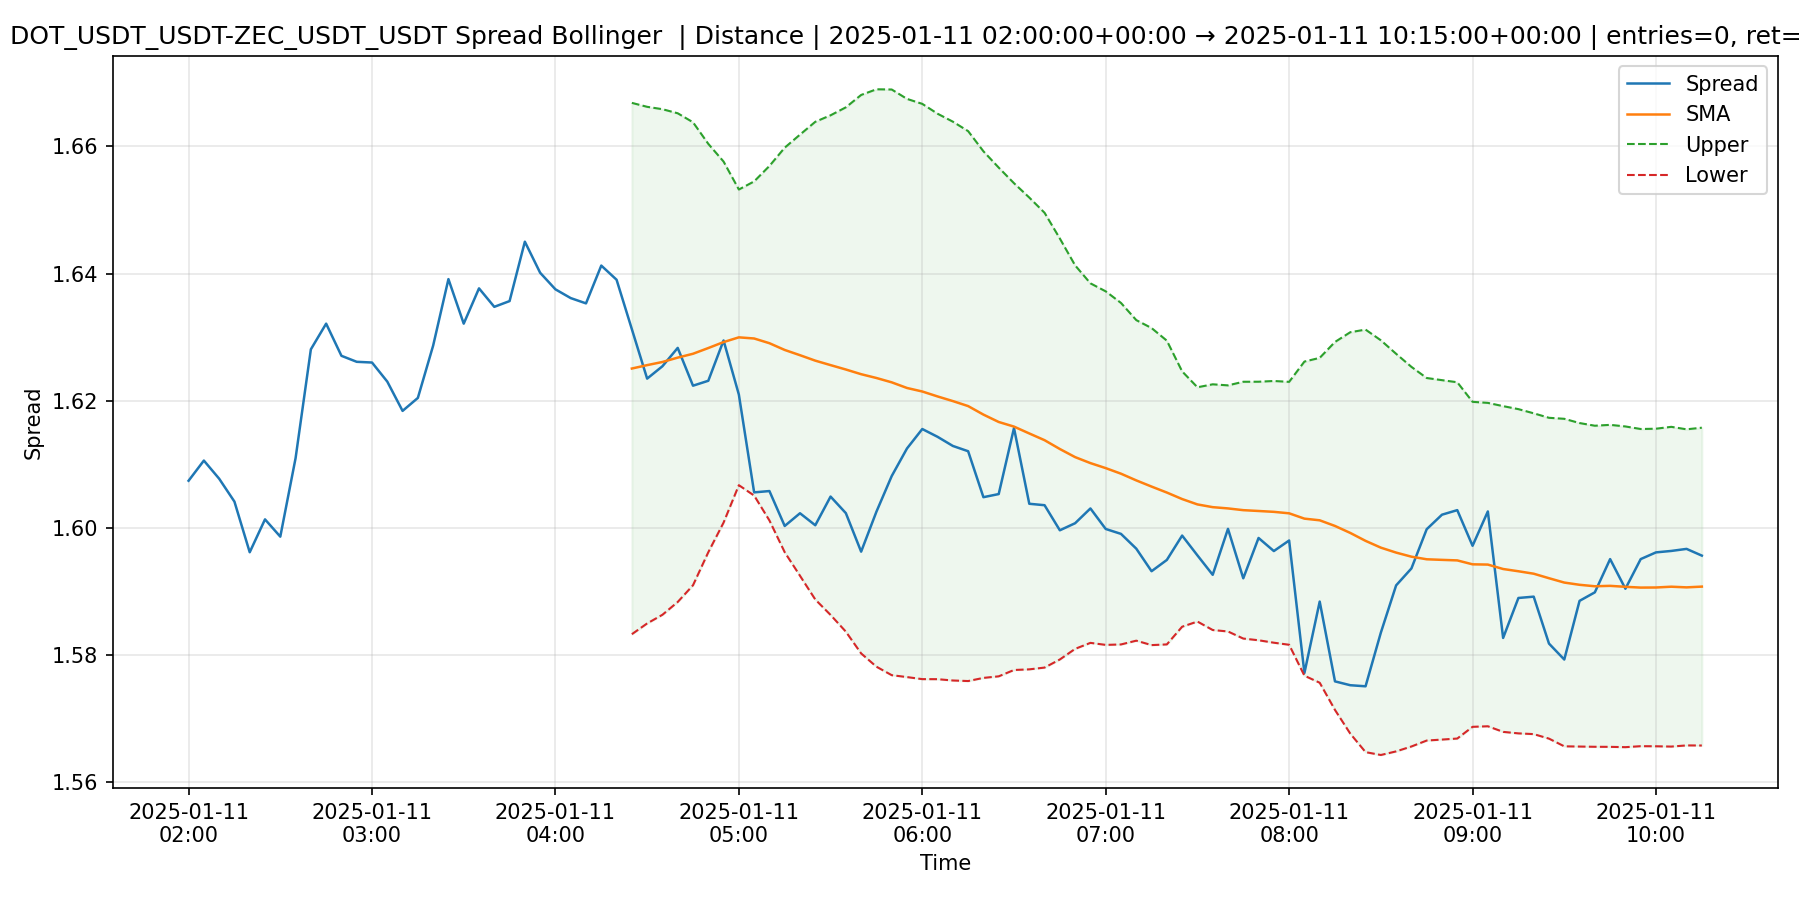 DOT_USDT_USDT-ZEC_USDT_USDT Spread Bollinger | Distance | 2025-01-11 02:00:00+00:00 → 2025-01-11 10:15:00+00:00 | entries=0, ret=
Spread
SMA
Upper
Lower
1.66
1.64
1.62
1.60
1.58
1.56
Spread
2025-01-11 2025-01-11 2025-01-11 2025-01-11 2025-01-11 2025-01-11 2025-01-11 2025-01-11 2025-01-11
02:00 03:00 04:00 05:00 06:00 07:00 08:00 09:00 10:00
Time